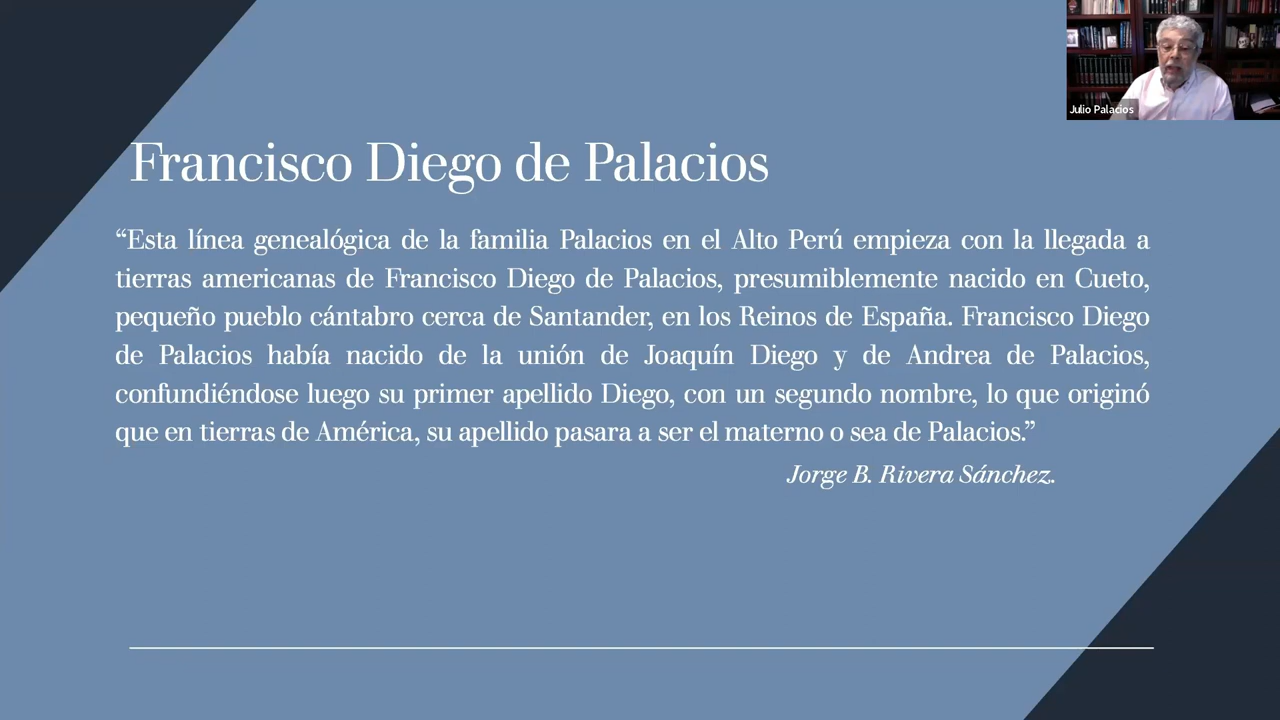 Julio Palacios
Francisco Diego de Palacios
“Esta línea genealógica de la familia Palacios en el Alto Perú empieza con la llegada a
tierras americanas de Francisco Diego de Palacios, presumiblemente nacido en Cueto,
pequeño pueblo cántabro cerca de Santander, en los Reinos de España. Francisco Diego
de Palacios había nacido de la unión de Joaquín Diego y de Andrea de Palacios,
confundiéndose luego su primer apellido Diego, con un segundo nombre, lo que originó
que en tierras de América, su apellido pasara a ser el materno o sea de Palacios.”
Jorge B. Rivera Sánchez.